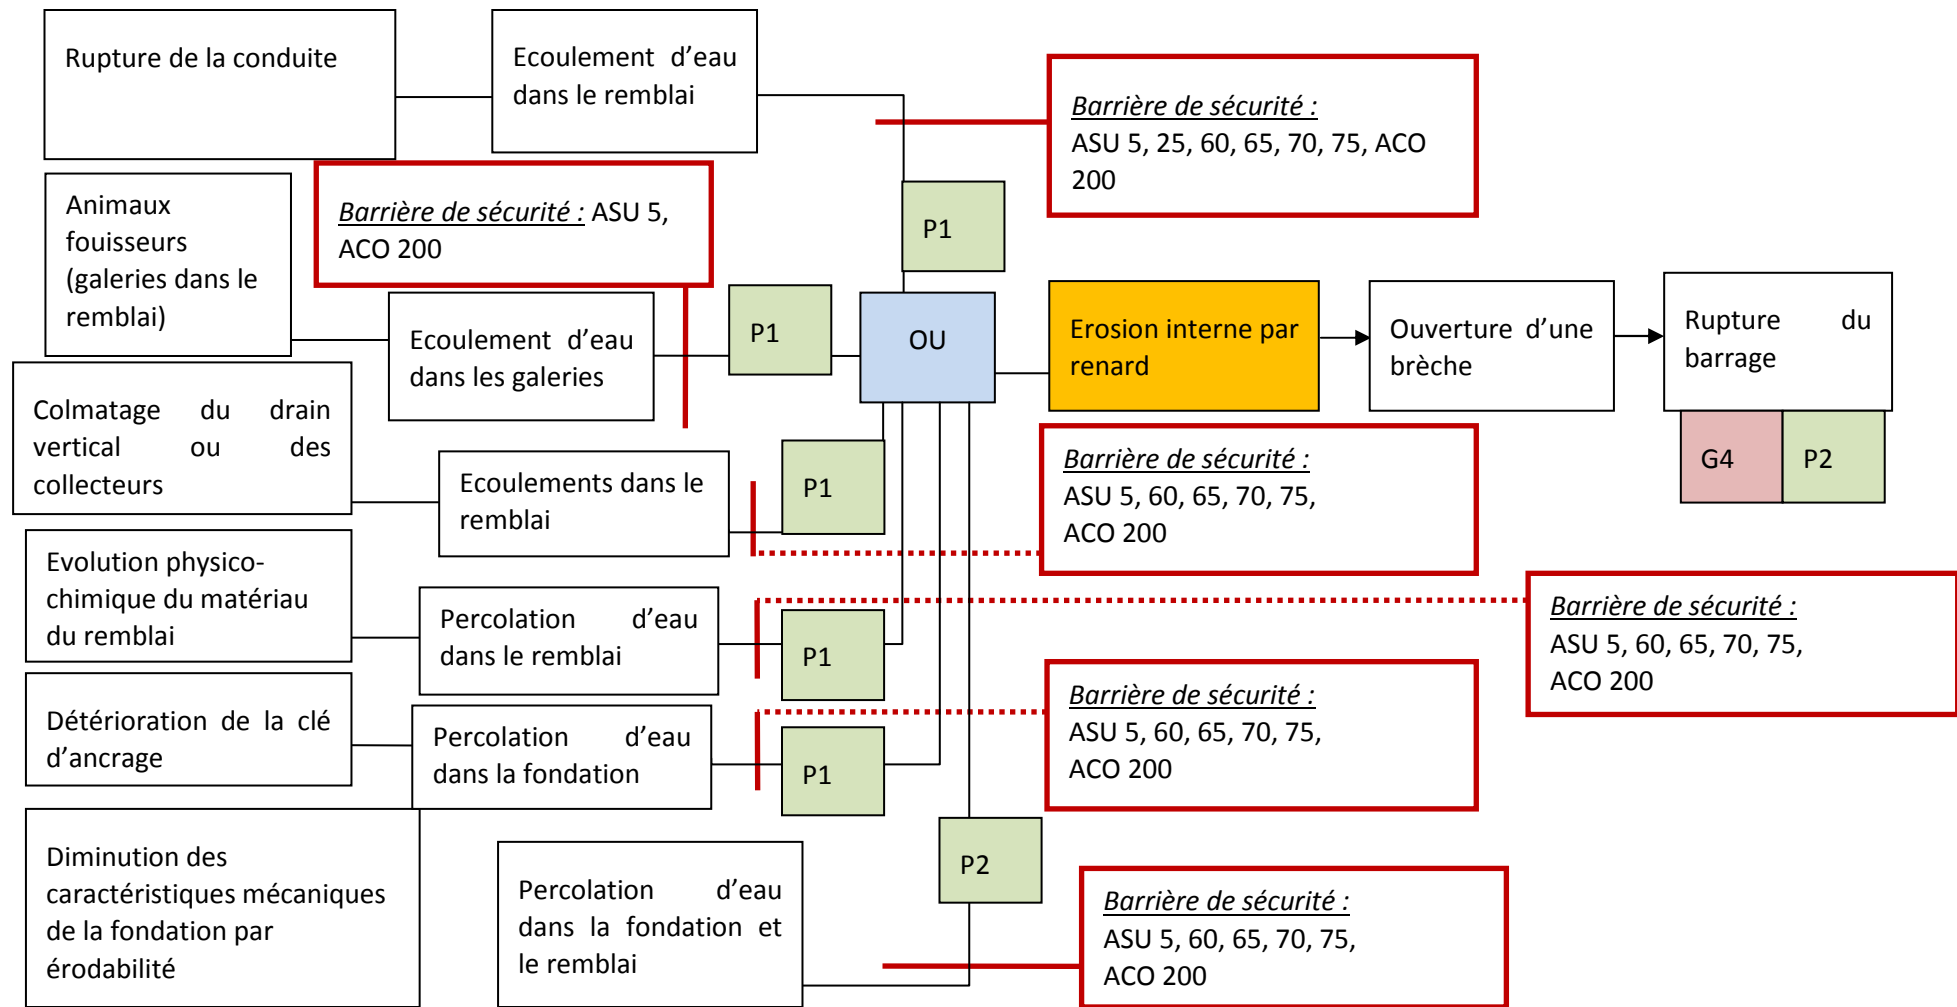 Rupture de la conduite
Ecoulement d’eau
dans le remblai
Barrière de sécurité :
ASU 5, 25, 60, 65, 70, 75, ACO
200
P1
Animaux
fouisseurs
(galeries dans le
remblai)
Barrière de sécurité : ASU 5,
ACO 200
Ecoulement d’eau
dans les galeries
P1
OU
Erosion interne par
renard
Ouverture d’une
brèche
Rupture du
barrage
G4
P2
Colmatage du drain
vertical ou des
collecteurs
Ecoulements dans le
remblai
P1
Barrière de sécurité :
ASU 5, 60, 65, 70, 75,
ACO 200
Evolution physico-
chimique du matériau
du remblai
Percolation d’eau
dans le remblai
P1
Barrière de sécurité :
ASU 5, 60, 65, 70, 75,
ACO 200
Détérioration de la clé
d’ancrage
Percolation d’eau
dans la fondation
P1
Barrière de sécurité :
ASU 5, 60, 65, 70, 75,
ACO 200
Diminution des
caractéristiques mécaniques
de la fondation par
érodabilité
Percolation d’eau
dans la fondation et
le remblai
P2
Barrière de sécurité :
ASU 5, 60, 65, 70, 75,
ACO 200